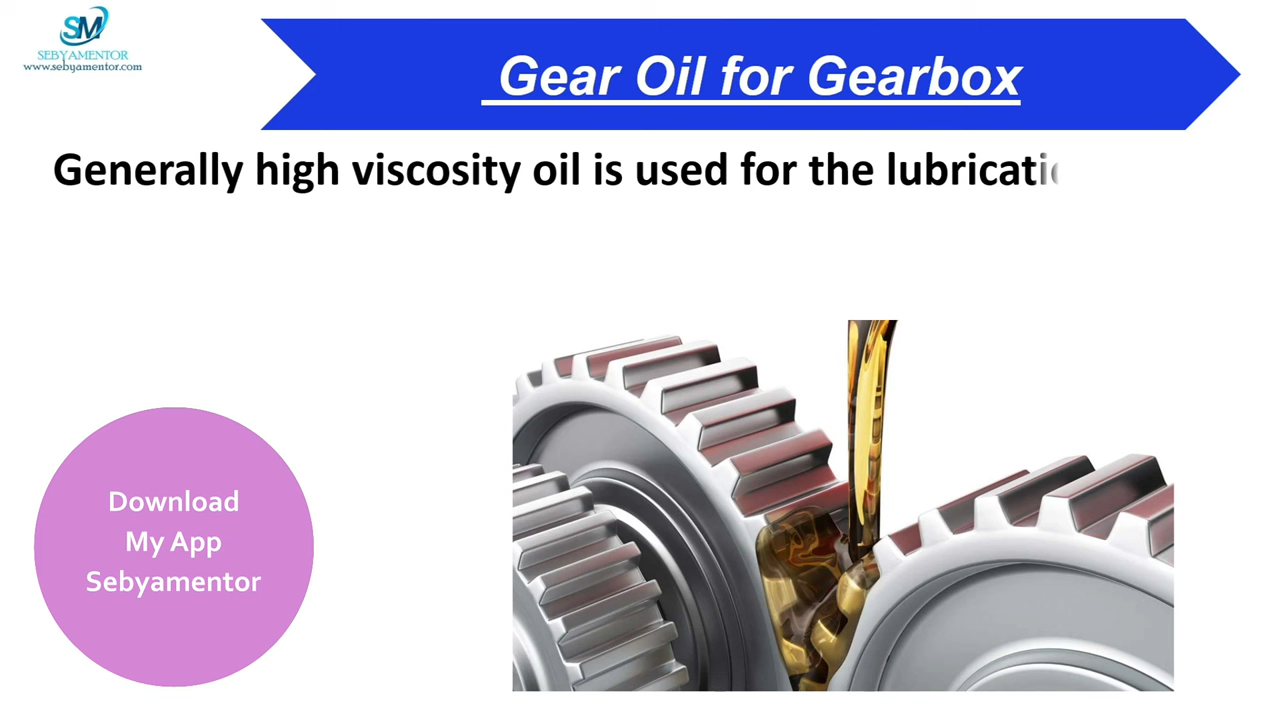 SM
SEBYAMENTOR
www.sebyamentor.com
Gear Oil for Gearbox
Generally high viscosity oil is used for the
Download
My App
Sebyamentor